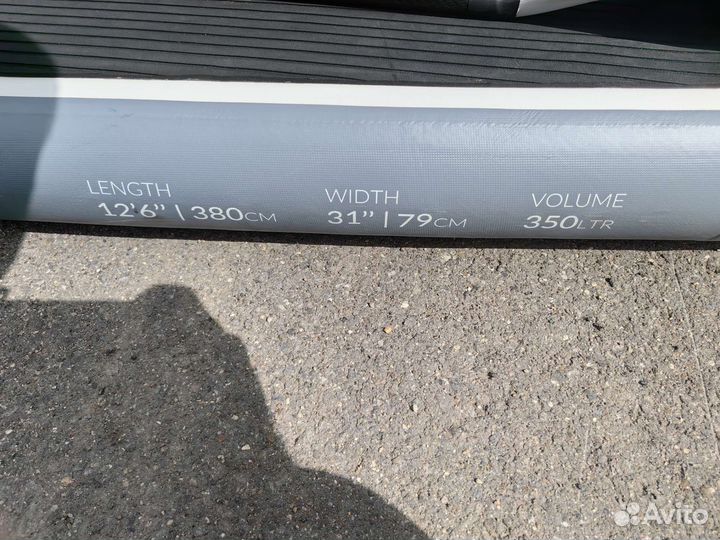 LENGTH
12'6'' | 380CM
WIDTH
31'' | 79CM
VOLUME
350LTR
Avito